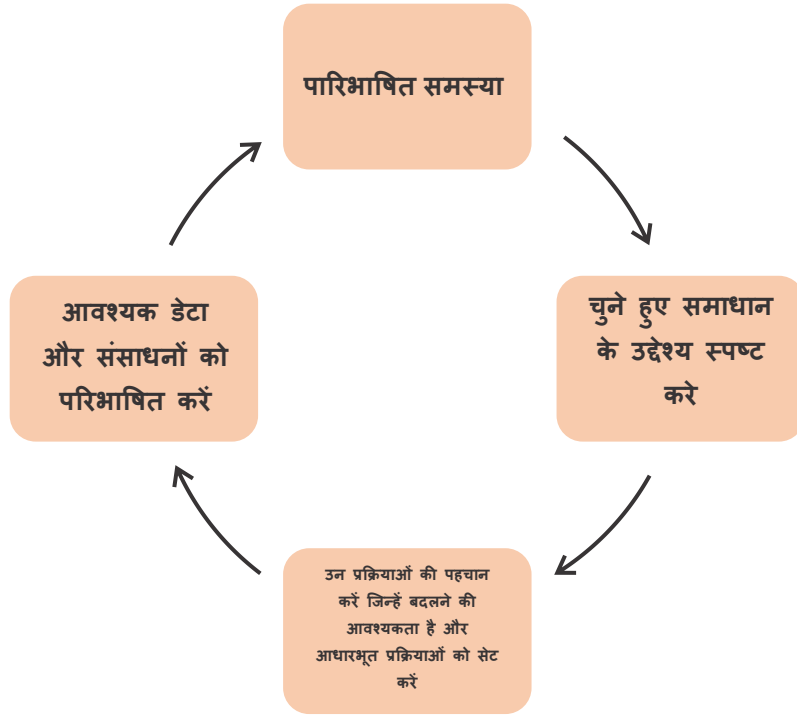 पारिभाषित समस्या
चुने हुए समाधान
के उद्देश्य स्पष्ट
करे
उन प्रक्रियाओं की पहचान
करें जिन्हें बदलने की
आवश्यकता है और
आधारभूत प्रक्रियाओं को सेट
करें
आवश्यक डेटा
और संसाधनों को
परिभाषित करें